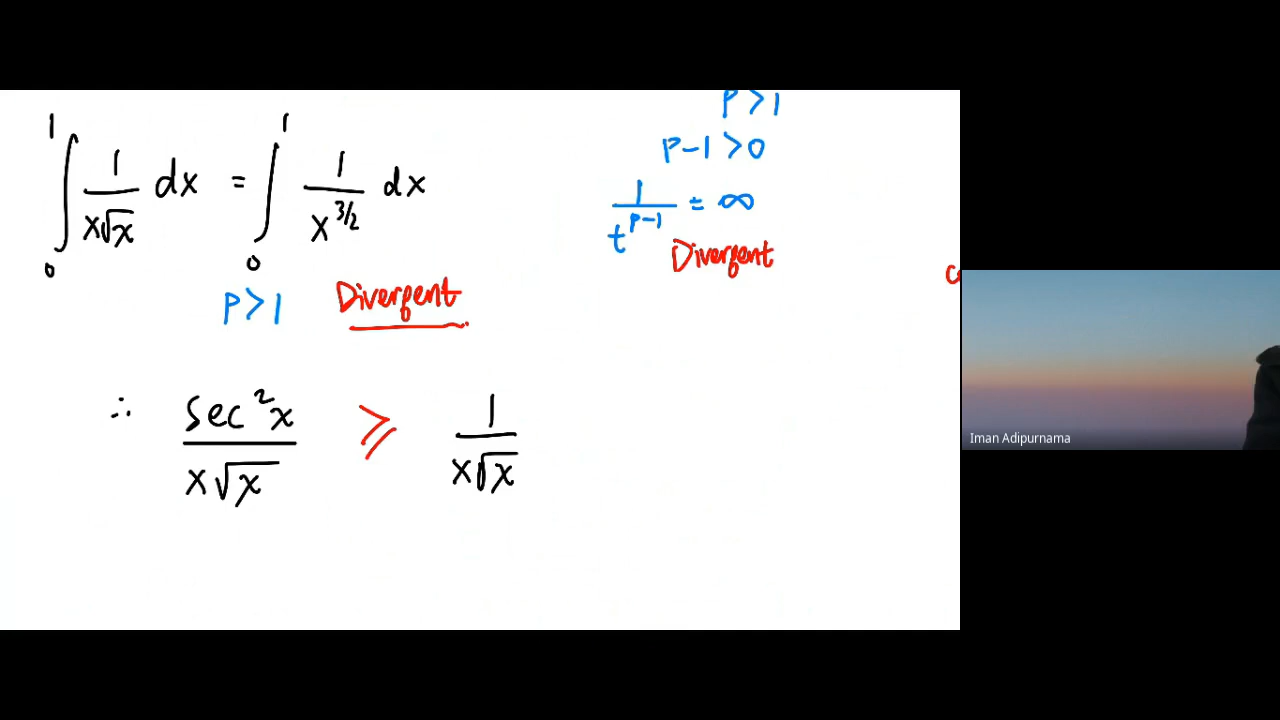 ∫₀¹ 1/(x√x) dx = ∫₀¹ 1/x^(3/2) dx
P>1 Divergent
P>1
P-1>0
1/t^(P-1) = ∞
Divergent
∴ sec²x/(x√x) ⩾ 1/(x√x)
Iman Adipurnama